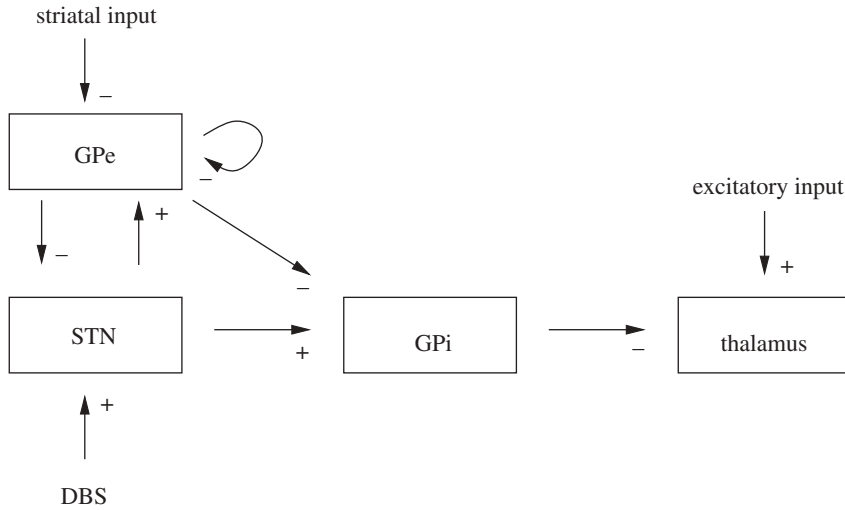 striatal input
–
GPe
–
excitatory input
+
–
–
+
STN
+
GPi
–
thalamus
+
DBS